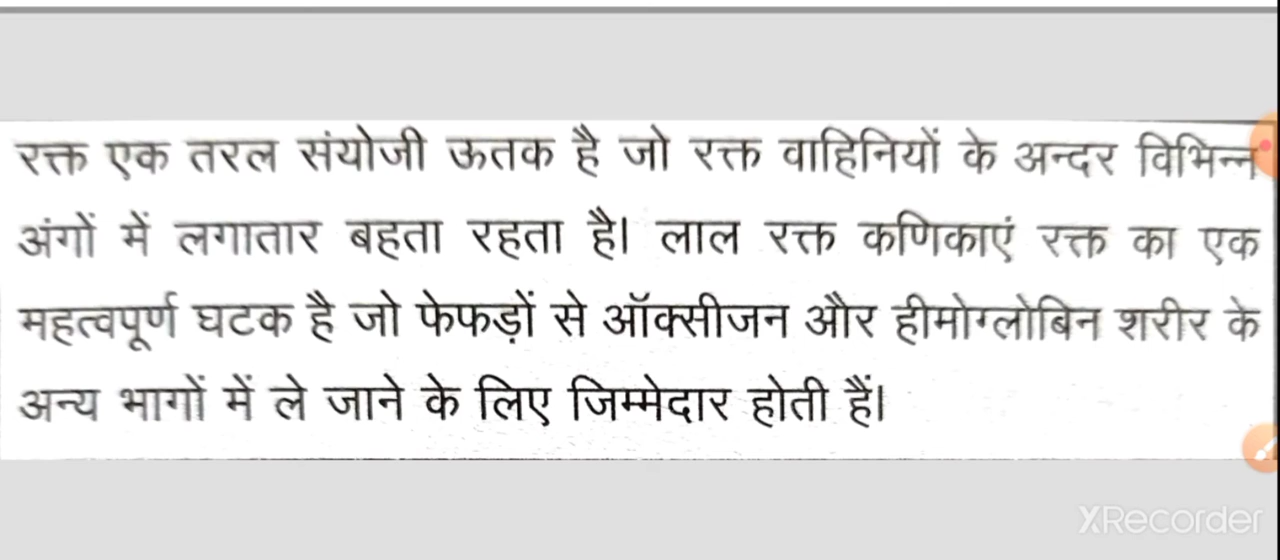 रक्त एक तरल संयोजी ऊतक है जो रक्त वाहिनियों के अन्दर विभिन्न
अंगों में लगातार बहता रहता है। लाल रक्त कणिकाएं रक्त का एक
महत्वपूर्ण घटक है जो फेफड़ों से ऑक्सीजन और हीमोग्लोबिन शरीर के
अन्य भागों में ले जाने के लिए जिम्मेदार होती हैं।
XRecorder